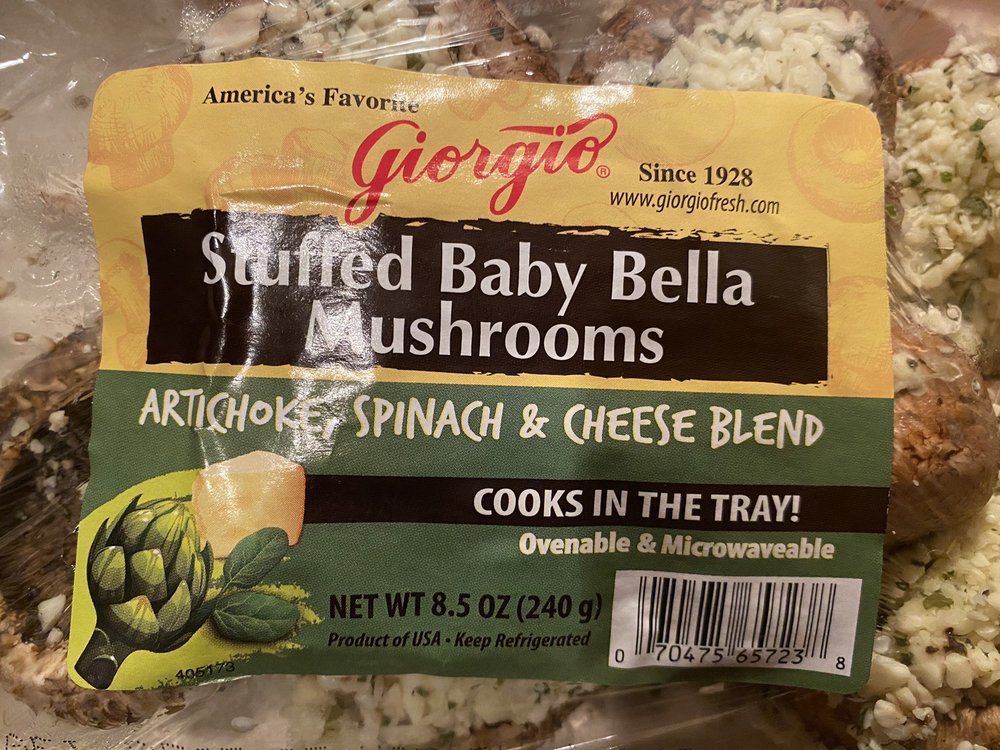 America's Favorite
Giorgio®
Since 1928
www.giorgiofresh.com
Stuffed Baby Bella
Mushrooms
ARTICHOKE, SPINACH & CHEESE BLEND
COOKS IN THE TRAY!
Ovenable & Microwaveable
NET WT 8.5 OZ (240 g)
Product of USA • Keep Refrigerated
0 70475 65723 8
405173